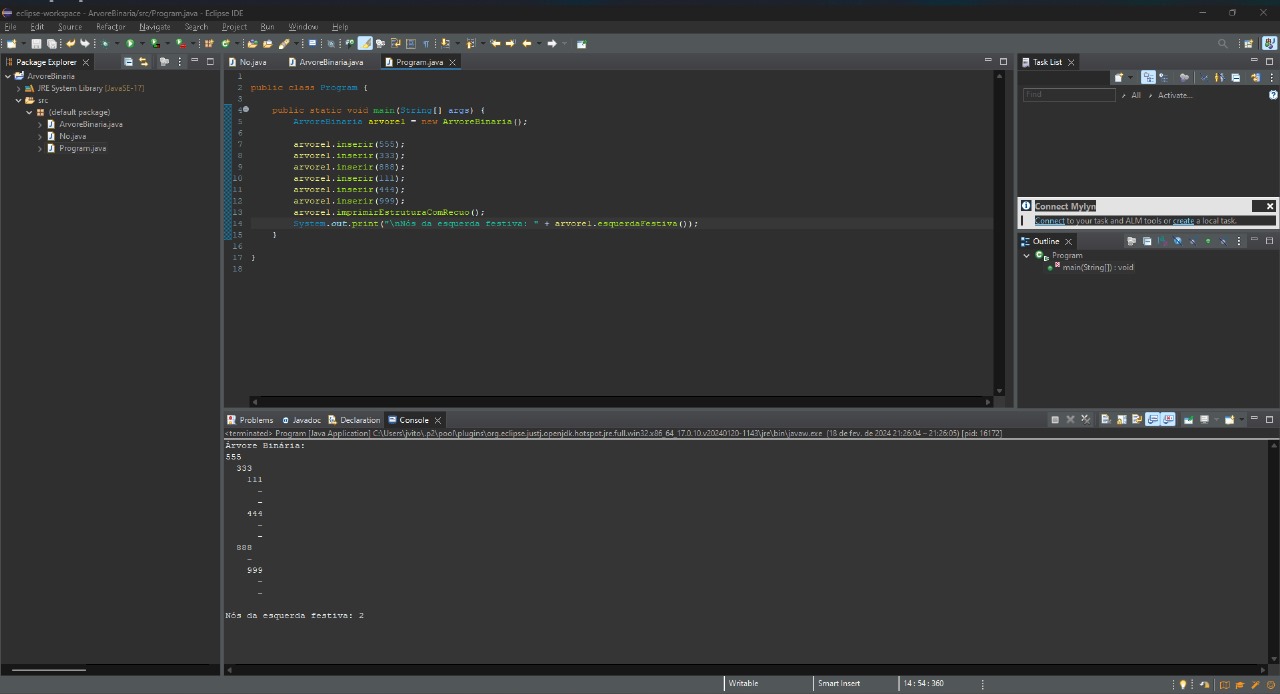 eclipse-workspace - ArvoreBinaria/src/Program.java - Eclipse IDE
File Edit Source Refactor Navigate Search Project Run Window Help
Package Explorer
ArvoreBinaria
JRE System Library [JavaSE-17]
src
(default package)
ArvoreBinaria.java
No.java
Program.java
No.java ArvoreBinaria.java Program.java
1
2 public class Program {
3
4 public static void main(String[] args) {
5 ArvoreBinaria arvore1 = new ArvoreBinaria();
6
7 arvore1.inserir(555);
8 arvore1.inserir(333);
9 arvore1.inserir(888);
10 arvore1.inserir(111);
11 arvore1.inserir(444);
12 arvore1.inserir(999);
13 arvore1.imprimirEstruturaComRecuo();
14 System.out.print("\nNós da esquerda festiva: " + arvore1.esquerdaFestiva());
15 }
16
17 }
18
Task List
Find All Activate...
Connect Mylyn
Connect to your task and ALM tools or create a local task.
Outline
Program
main(String[]) : void
Problems Javadoc Declaration Console
<terminated> Program [Java Application] C:\Users\jvito\.p2\pool\plugins\org.eclipse.justj.openjdk.hotspot.jre.full.win32.x86_64_17.0.10.v20240120-1143\jre\bin\javaw.exe (18 de fev. de 2024 21:26:04 – 21:26:05) [pid: 16172]
Árvore Binária:
555
333
111
-
-
444
-
-
888
-
999
-
-
Nós da esquerda festiva: 2
Writable Smart Insert 14 : 54 : 360